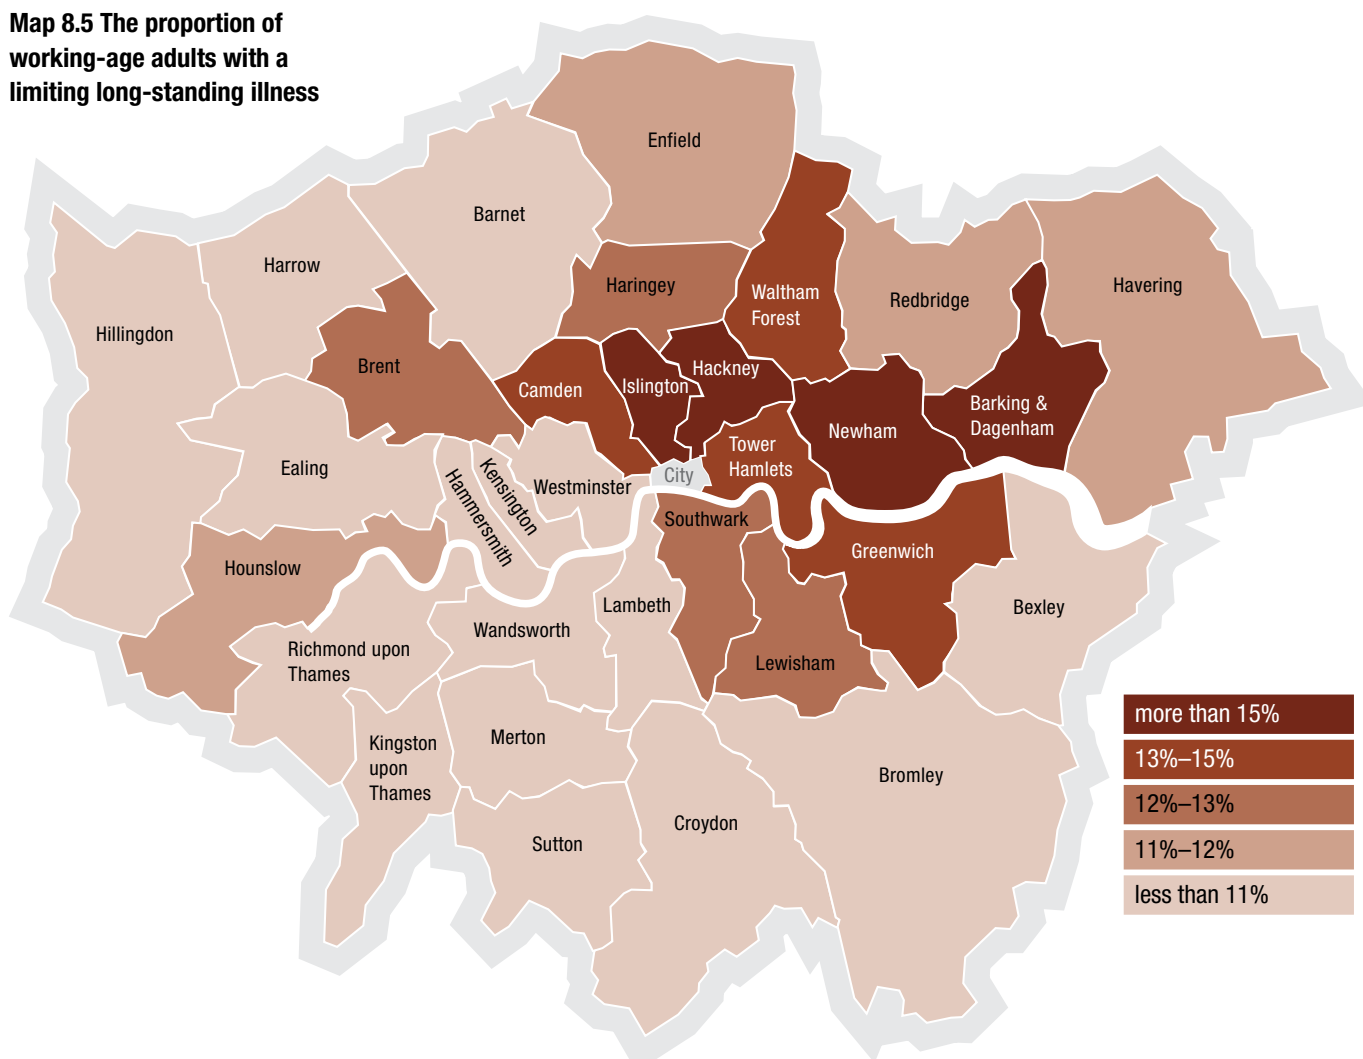 Map 8.5 The proportion of
working-age adults with a
limiting long-standing illness
Enfield
Barnet
Harrow
Haringey
Waltham
Forest
Redbridge
Havering
Hillingdon
Brent
Camden
Islington
Hackney
Newham
Barking &
Dagenham
Ealing
Hammersmith
Kensington
Westminster
City
Tower
Hamlets
Southwark
Greenwich
Hounslow
Lambeth
Bexley
Wandsworth
Richmond upon
Thames
Lewisham
Kingston
upon
Thames
Merton
Bromley
Sutton
Croydon
more than 15%
13%–15%
12%–13%
11%–12%
less than 11%